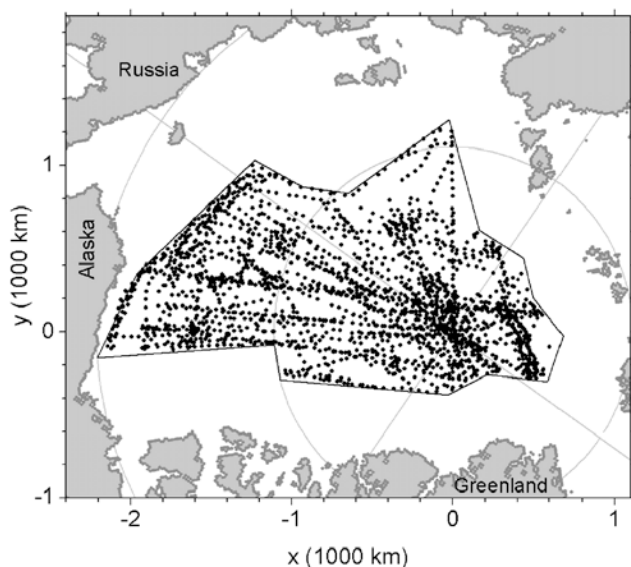 Russia
1
Alaska
y (1000 km)
0
Greenland
-1
-2
-1
0
1
x (1000 km)